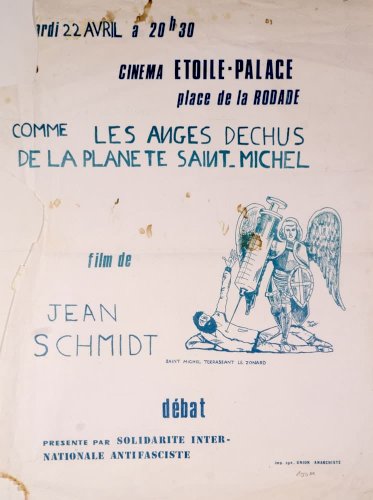 ardi 22 AVRIL à 20h30
CINEMA ETOILE-PALACE
place de la RODADE
COMME LES ANGES DECHUS
DE LA PLANETE SAINT-MICHEL
film de
JEAN
SCHMIDT
SAINT MICHEL TERRASSANT LE ZONARD
débat
PRESENTE PAR SOLIDARITE INTER-
NATIONALE ANTIFASCISTE
imp. spé. UNION ANARCHISTE